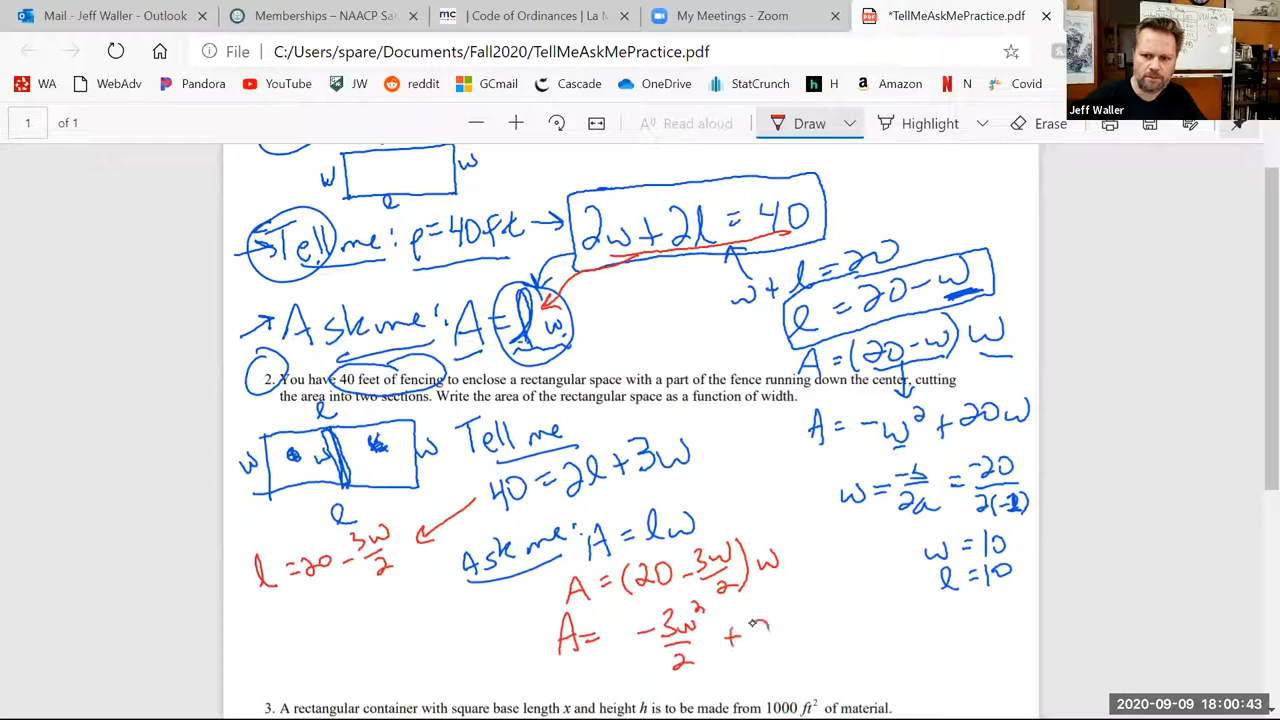 Mail - Jeff Waller - Outlook
Memberships - NAACP Sa
Code of Ordinances | La
My Meetings - Zoom
*TellMeAskMePractice.pdf
File
C:/Users/spare/Documents/Fall2020/TellMeAskMePractice.pdf
WA WebAdv Pandora YouTube JW reddit GCmail Cascade OneDrive StatCrunch h Amazon N Covid
Jeff Waller
1 of 1
Read aloud
Draw
Highlight
Erase
w w
l
Tell me: p=40ft → 2w+2l=40
w+l=20
l=20-w
Ask me: A=lw
A=(20-w)w
2. You have 40 feet of fencing to enclose a rectangular space with a part of the fence running down the center, cutting
the area into two sections. Write the area of the rectangular space as a function of width.
l
w w w
l
Tell me
40=2l+3w
A= -w²+20w
w= -b/2a = -20/2(-1)
w=10
l=10
l=20-3w/2
Ask me: A=lw
A=(20-3w/2)w
A= -3w²/2 +
3. A rectangular container with square base length x and height h is to be made from 1000 ft² of material.
2020-09-09 18:00:43